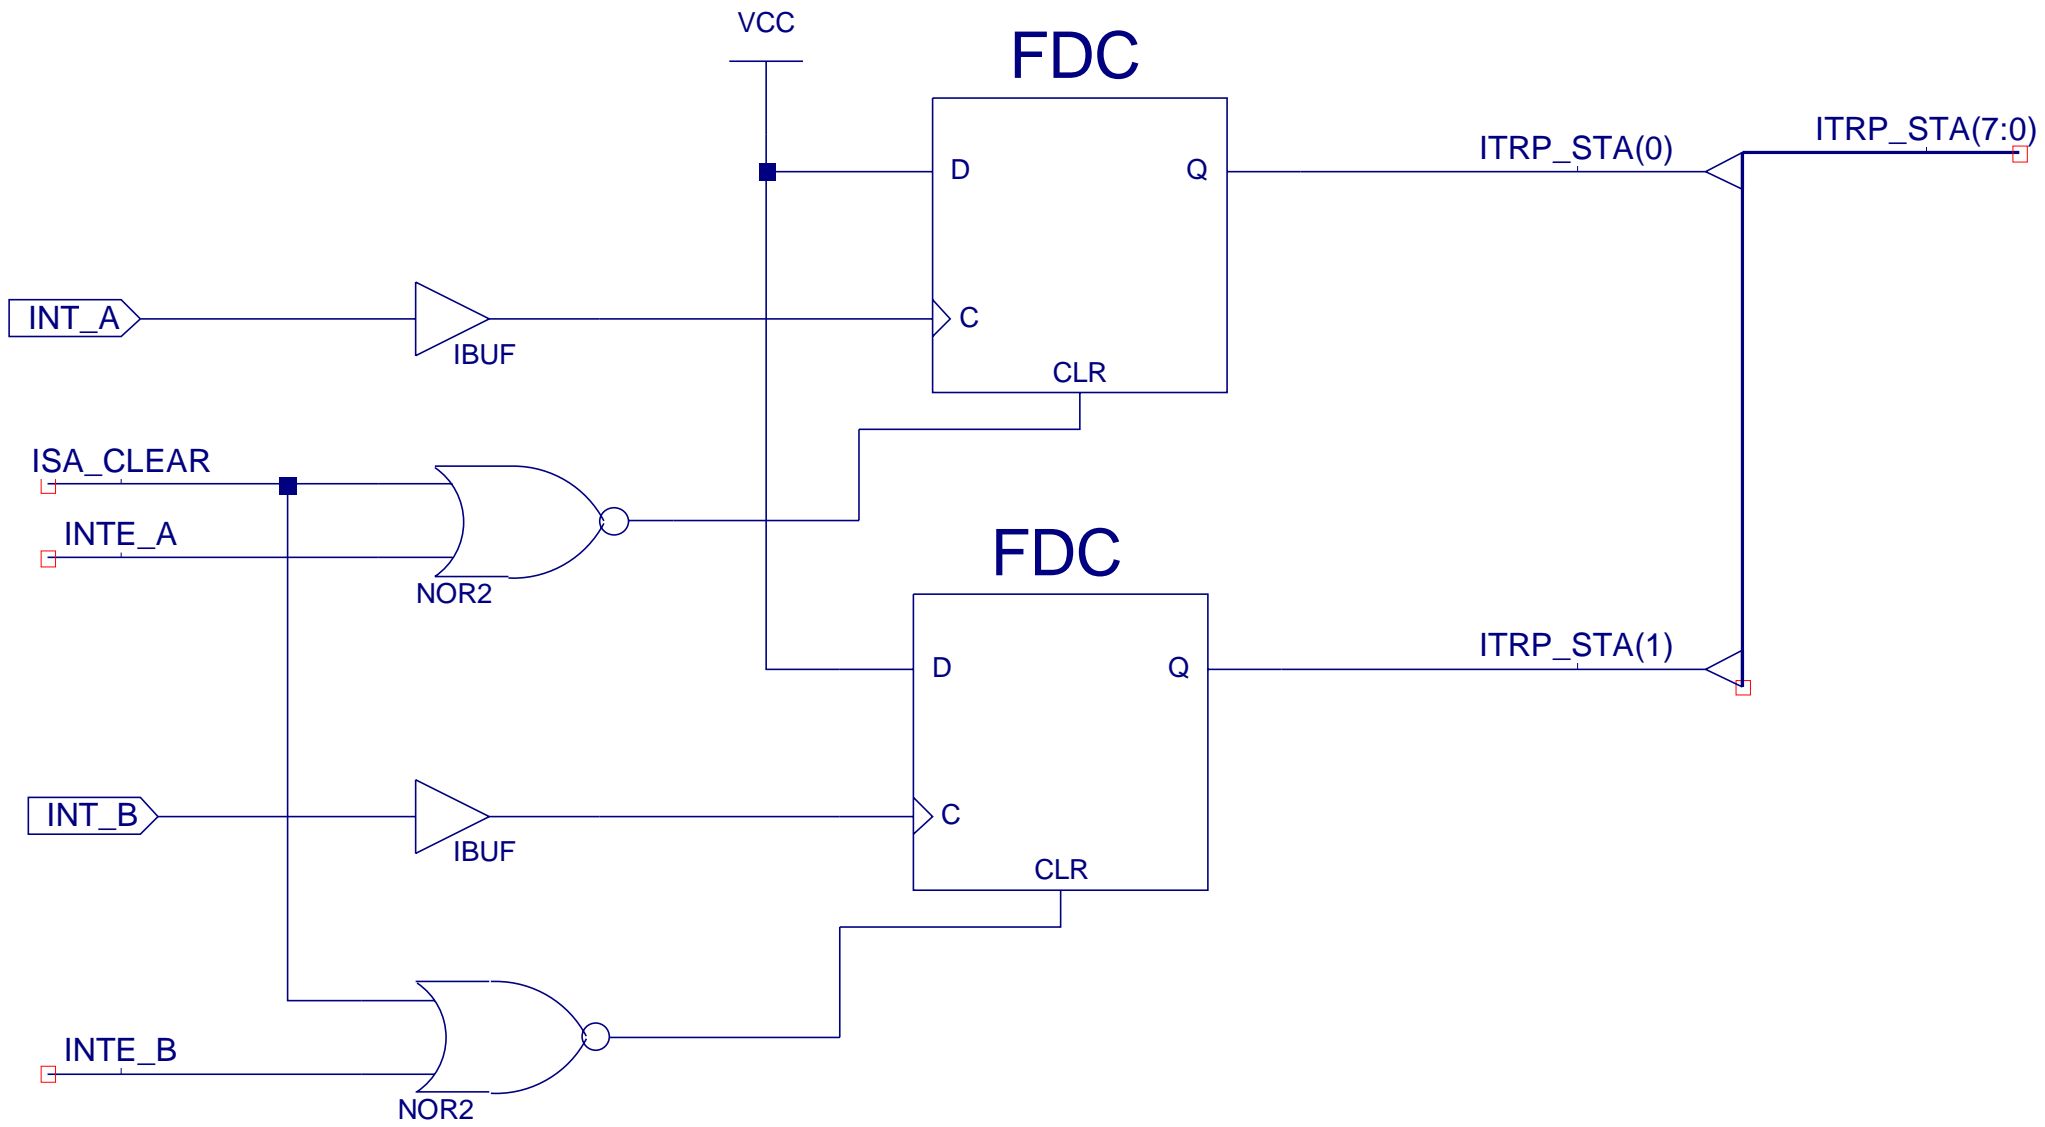 VCC
FDC
ITRP_STA(7:0)
ITRP_STA(0)
D
Q
INT_A
C
IBUF
CLR
ISA_CLEAR
INTE_A
FDC
NOR2
ITRP_STA(1)
D
Q
INT_B
C
IBUF
CLR
INTE_B
NOR2